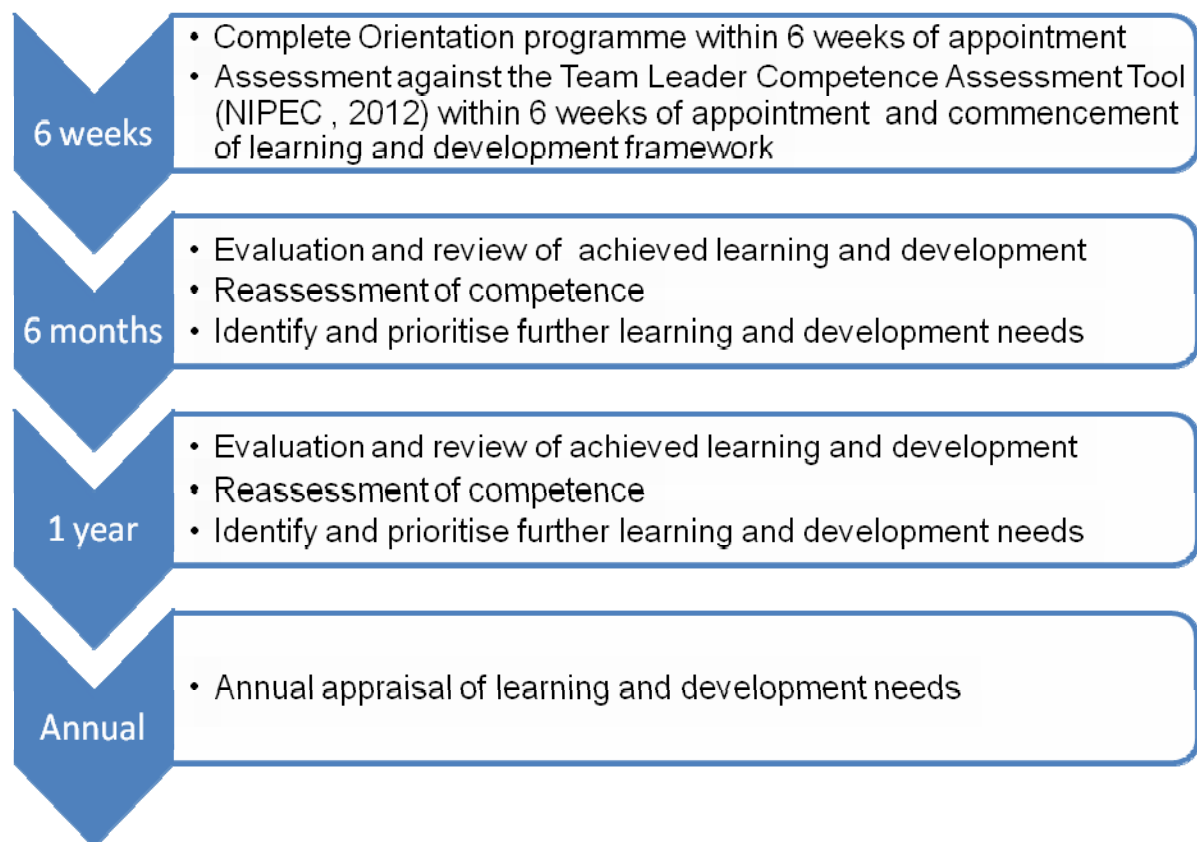 6 weeks
• Complete Orientation programme within 6 weeks of appointment
• Assessment against the Team Leader Competence Assessment Tool
(NIPEC , 2012) within 6 weeks of appointment and commencement
of learning and development framework
6 months
• Evaluation and review of achieved learning and development
• Reassessment of competence
• Identify and prioritise further learning and development needs
1 year
• Evaluation and review of achieved learning and development
• Reassessment of competence
• Identify and prioritise further learning and development needs
Annual
• Annual appraisal of learning and development needs